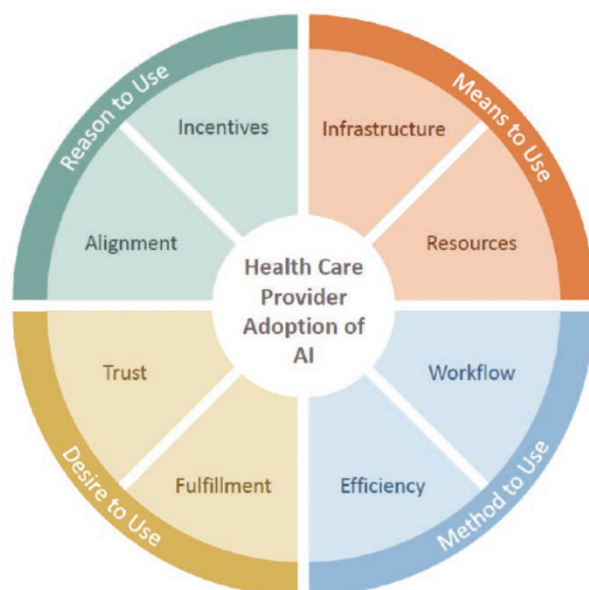 Reason to Use
Incentives
Alignment
Means to Use
Infrastructure
Resources
Health Care
Provider
Adoption of
AI
Trust
Fulfillment
Desire to Use
Workflow
Efficiency
Method to Use